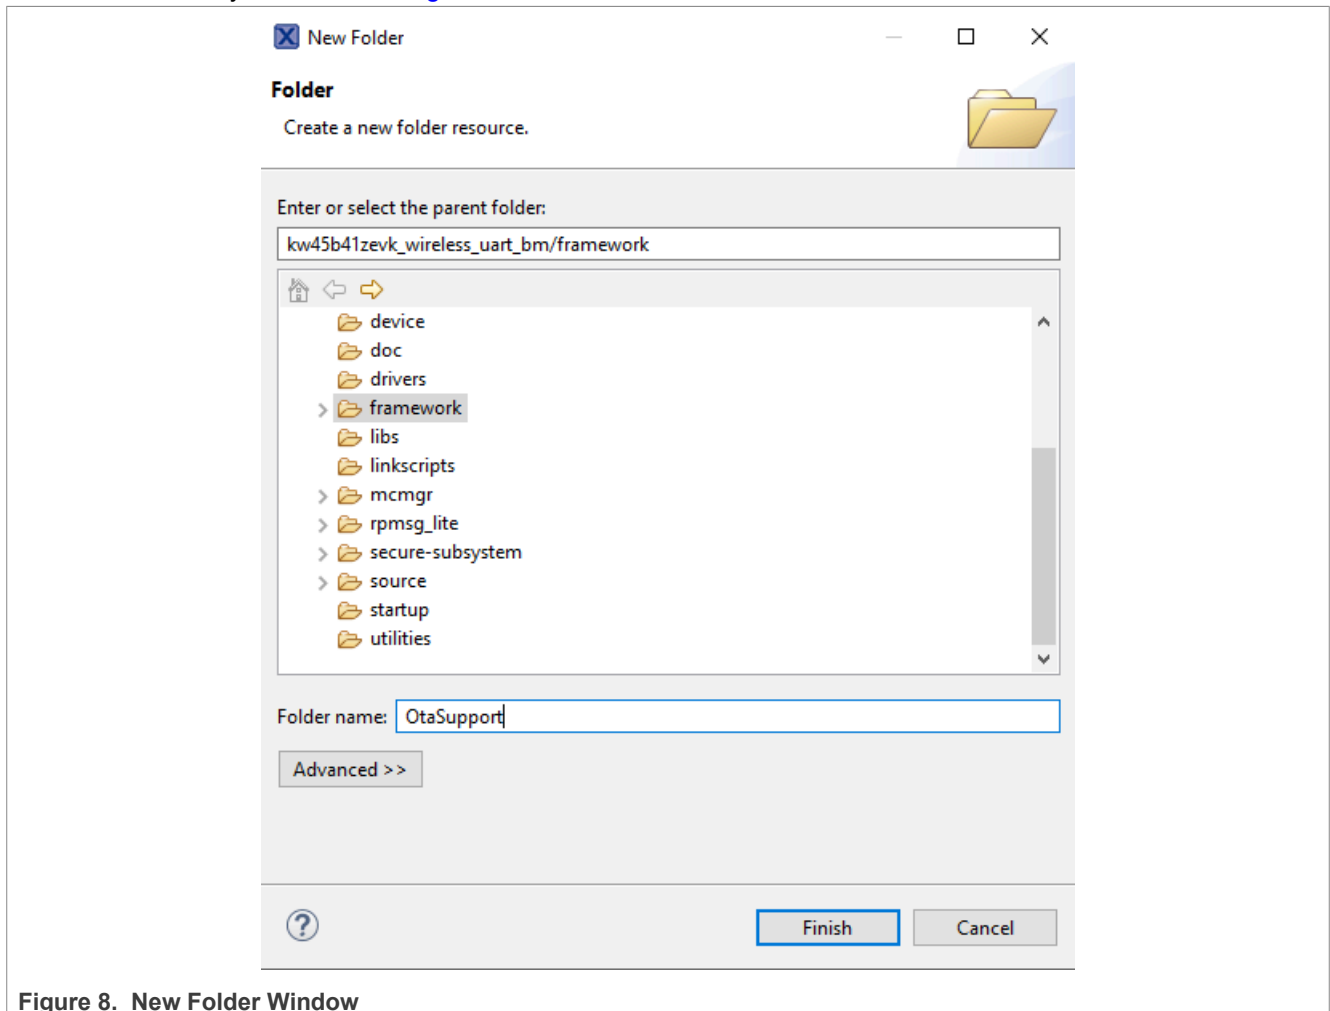 New Folder
Folder
Create a new folder resource.
Enter or select the parent folder:
kw45b41zevk_wireless_uart_bm/framework
device
doc
drivers
framework
libs
linkscripts
mcmgr
rpmsg_lite
secure-subsystem
source
startup
utilities
Folder name: OtaSupport
Advanced >>
Finish Cancel
Figure 8. New Folder Window